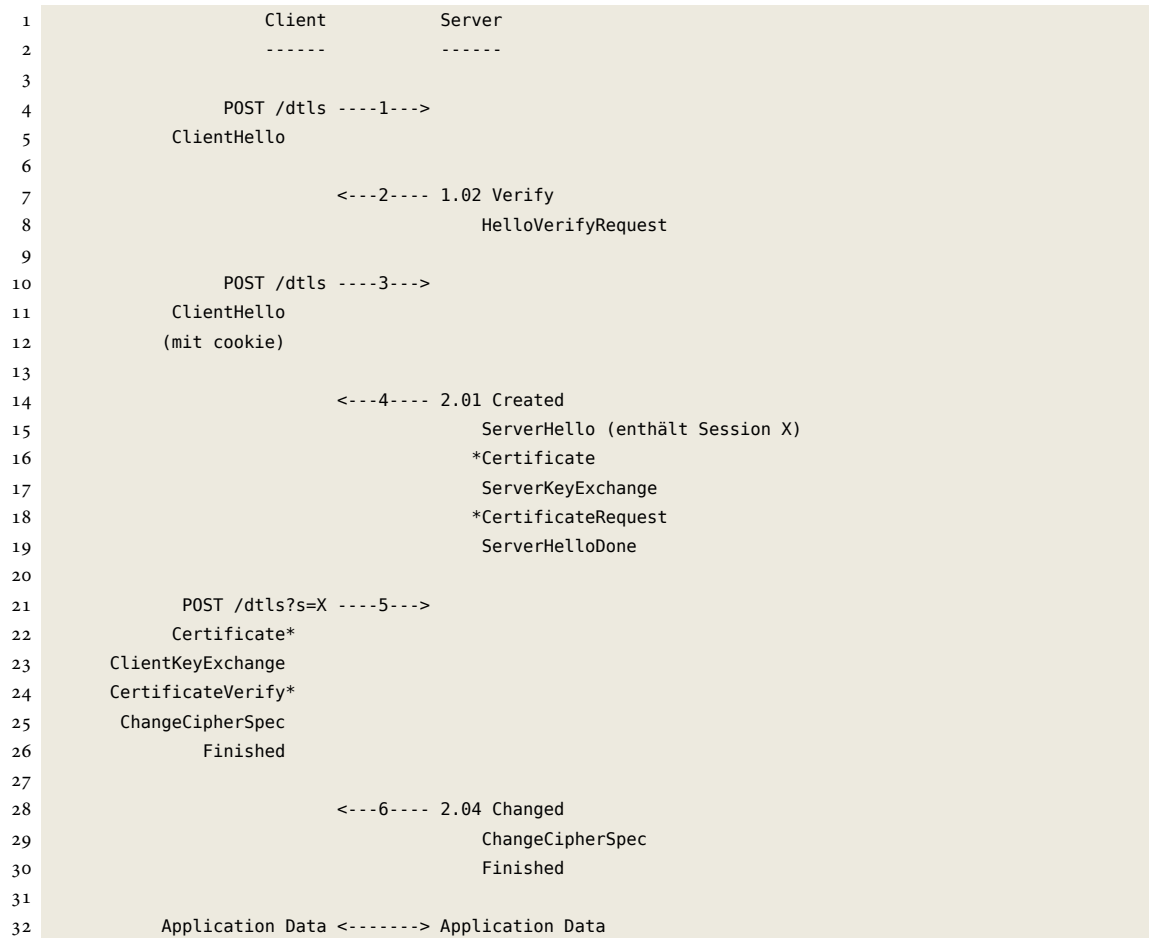 1 Client Server
2 ------ ------
3
4 POST /dtls ----1--->
5 ClientHello
6
7 <---2---- 1.02 Verify
8 HelloVerifyRequest
9
10 POST /dtls ----3--->
11 ClientHello
12 (mit cookie)
13
14 <---4---- 2.01 Created
15 ServerHello (enthält Session X)
16 *Certificate
17 ServerKeyExchange
18 *CertificateRequest
19 ServerHelloDone
20
21 POST /dtls?s=X ----5--->
22 Certificate*
23 ClientKeyExchange
24 CertificateVerify*
25 ChangeCipherSpec
26 Finished
27
28 <---6---- 2.04 Changed
29 ChangeCipherSpec
30 Finished
31
32 Application Data <-------> Application Data